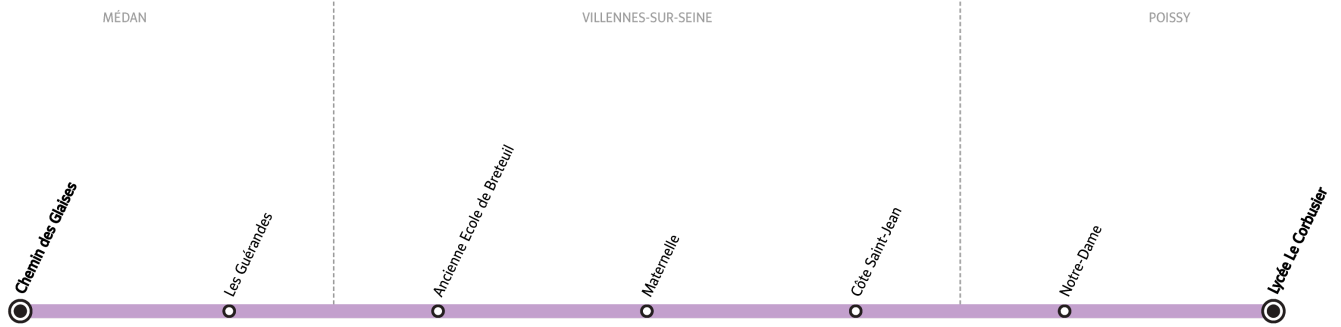 MÉDAN
VILLENNES-SUR-SEINE
POISSY
Chemin des Glaises
Les Guérandes
Ancienne Ecole de Breteuil
Maternelle
Côte Saint-Jean
Notre-Dame
Lycée Le Corbusier